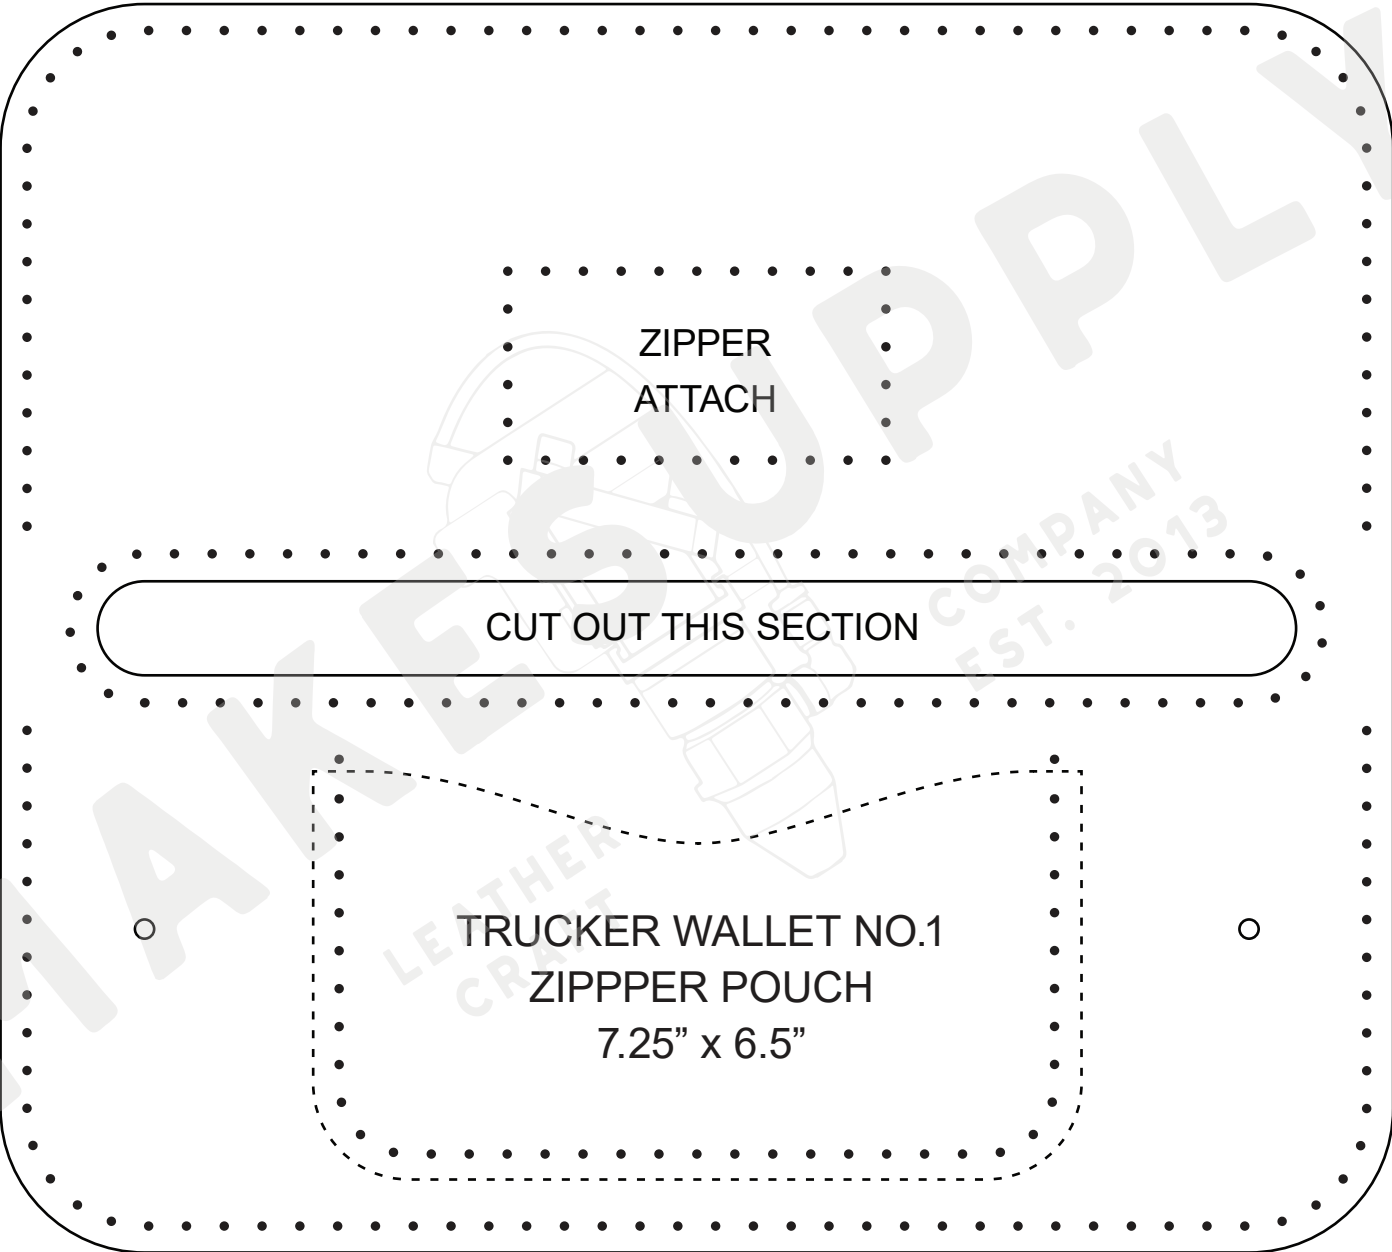 ZIPPER
ATTACH
CUT OUT THIS SECTION
TRUCKER WALLET NO.1
ZIPPPER POUCH
7.25” x 6.5”
MAKESUPPLY
LEATHER
CRAFT
COMPANY
EST. 2013